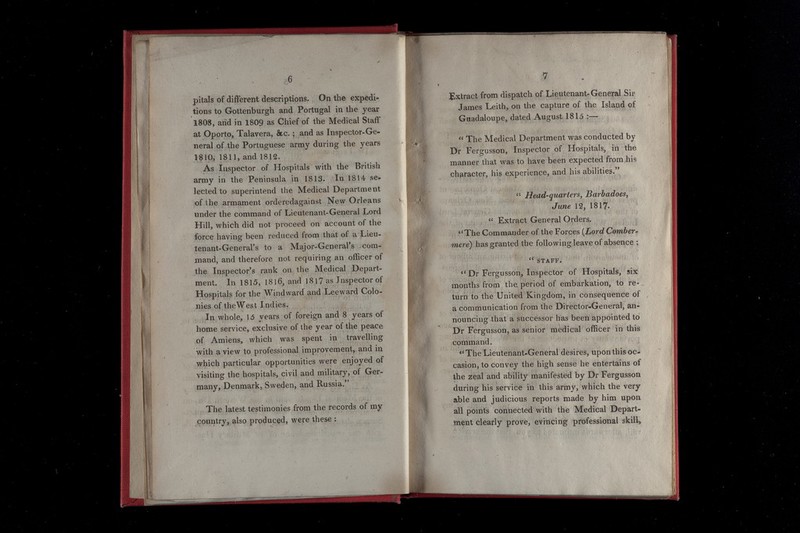 6
pitals of different descriptions. On the expedi-
tions to Gottenburgh and Portugal in the year
1808, and in 1809 as Chief of the Medical Staff
at Oporto, Talavera, &c. ; and as Inspector-Ge-
neral of the Portuguese army during the years
1810, 1811, and 1812.
As Inspector of Hospitals with the British
army in the Peninsula in 1813. In 1814 se-
lected to superintend the Medical Department
of the armament orderedagainst New Orleans
under the command of Lieutenant-General Lord
Hill, which did not proceed on account of the
force having been reduced from that of a Lieu-
tenant-General's to a Major-General's com-
mand, and therefore not requiring an officer of
the Inspector's rank on the Medical Depart-
ment. In 1815, 1816, and 1817 as Inspector of
Hospitals for the Windward and Leeward Colo-
nies of the West Indies.
In whole, 15 years of foreign and 8 years of
home service, exclusive of the year of the peace
of Amiens, which was spent in travelling
with a view to professional improvement, and in
which particular opportunities were enjoyed of
visiting the hospitals, civil and military, of Ger-
many, Denmark, Sweden, and Russia."
The latest testimonies from the records of my
country, also produced, were these :
7
Extract from dispatch of Lieutenant-General Sir
James Leith, on the capture of the Island of
Guadaloupe, dated August 1815 :—
" The Medical Department was conducted by
Dr Fergusson, Inspector of Hospitals, in the
manner that was to have been expected from his
character, his experience, and his abilities."
" Head-quarters, Barbadoes,
June 12, 1817.
" Extract General Orders.
" The Commander of the Forces (Lord Comber-
mere) has granted the following leave of absence :
" STAFF.
" Dr Fergusson, Inspector of Hospitals, six
months from the period of embarkation, to re-
turn to the United Kingdom, in consequence of
a communication from the Director-General, an-
nouncing that a successor has been appointed to
Dr Fergusson, as senior medical officer in this
command.
" The Lieutenant-General desires, upon this oc-
casion, to convey the high sense he entertains of
the zeal and ability manifested by Dr Fergusson
during his service in this army, which the very
able and judicious reports made by him upon
all points connected with the Medical Depart-
ment clearly prove, evincing professional skill,